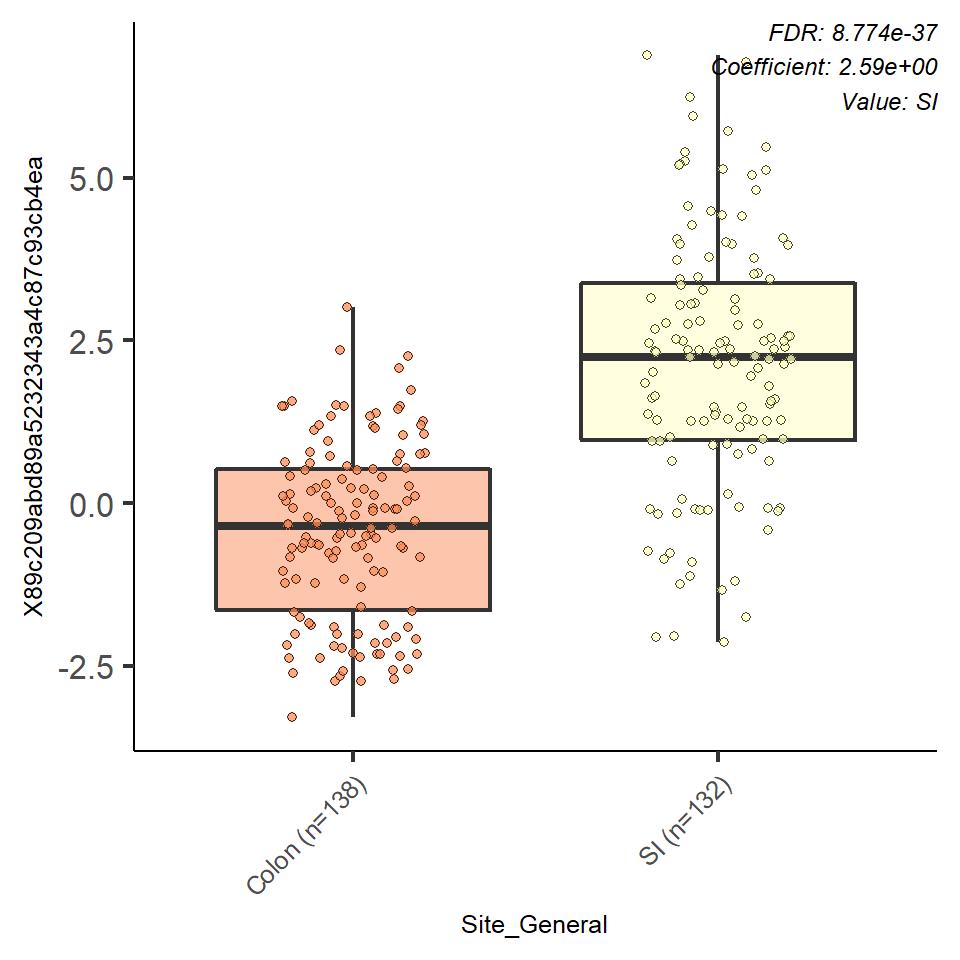 FDR: 8.774e-37
Coefficient: 2.59e+00
Value: SI
X89c209abd89a5232343a4c87c93cb4ea
5.0
2.5
0.0
-2.5
Colon (n=138)
SI (n=132)
Site_General